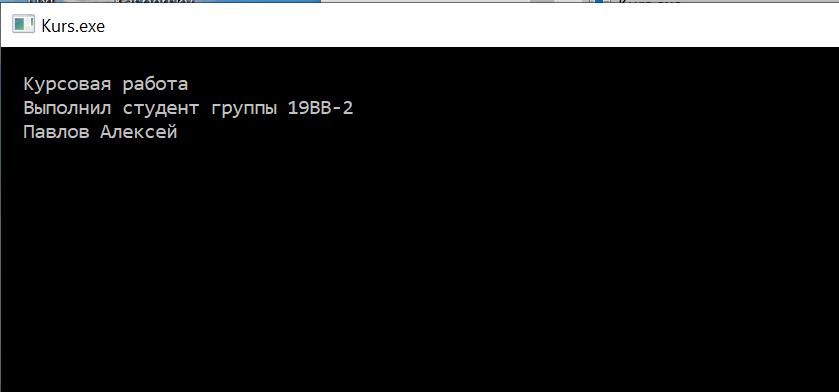 Kurs.exe
Курсовая работа
Выполнил студент группы 19ВВ-2
Павлов Алексей